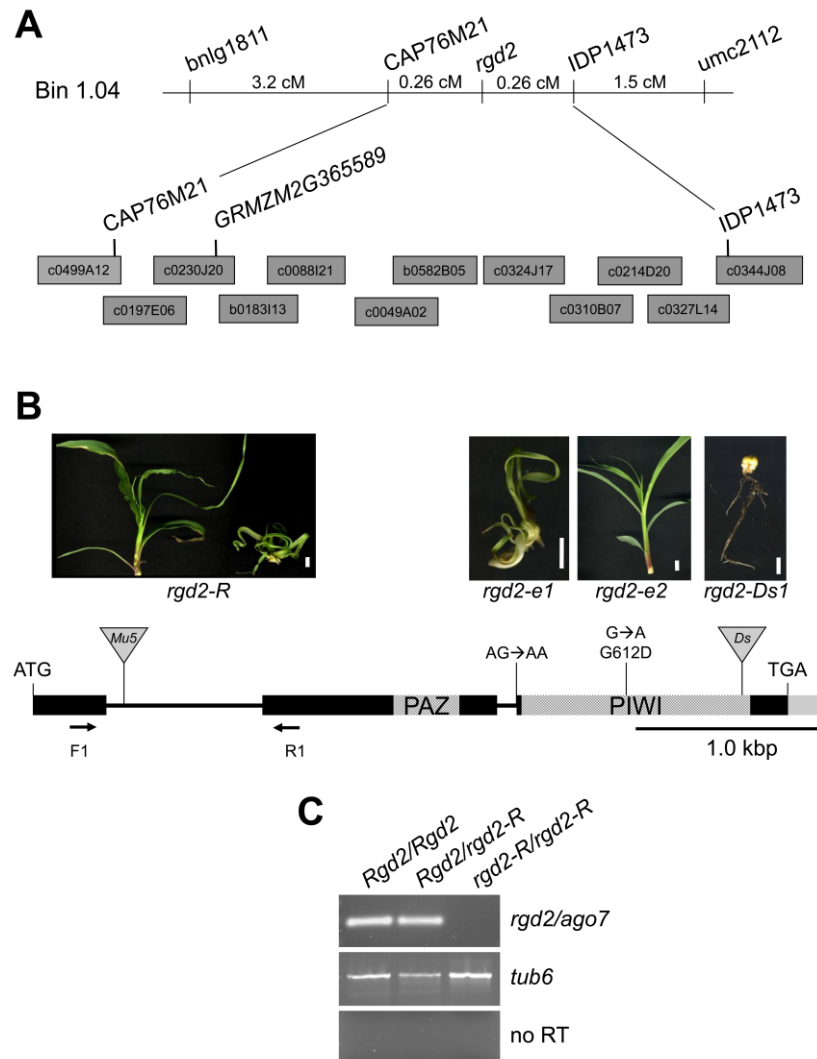 A
bnlg1811 CAP76M21 rgd2 IDP1473 umc2112
Bin 1.04 3.2 cM 0.26 cM 0.26 cM 1.5 cM
CAP76M21 GRMZM2G365589 IDP1473
c0499A12 c0230J20 c0088I21 b0582B05 c0324J17 c0214D20 c0344J08
c0197E06 b0183I13 c0049A02 c0310B07 c0327L14
B
rgd2-R rgd2-e1 rgd2-e2 rgd2-Ds1
Mu5 G→A Ds
ATG AG→AA G612D TGA
PAZ PIWI
F1 R1 1.0 kbp
C
Rgd2/Rgd2 Rgd2/rgd2-R rgd2-R/rgd2-R
rgd2/ago7
tub6
no RT